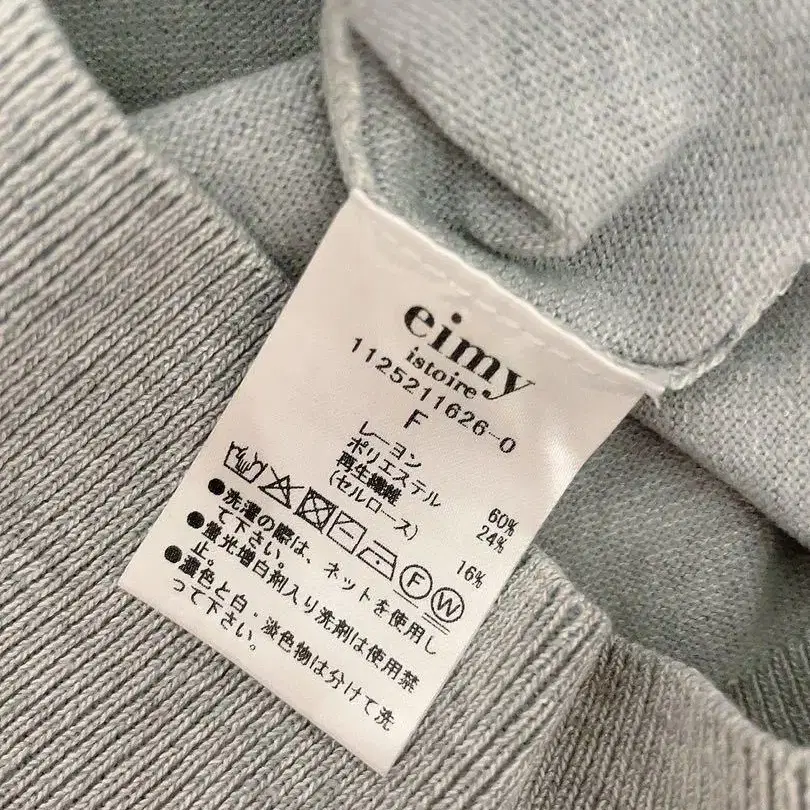 eimy
istoire
1125211626-0
F
レーヨン 60%
ポリエステル 24%
再生繊維
(セルロース) 16%
F W
●洗濯の際は、ネットを使用し
て下さい。
●蛍光増白剤入り洗剤は使用禁
止。
●濃色と白・淡色物は分けて洗
って下さい。